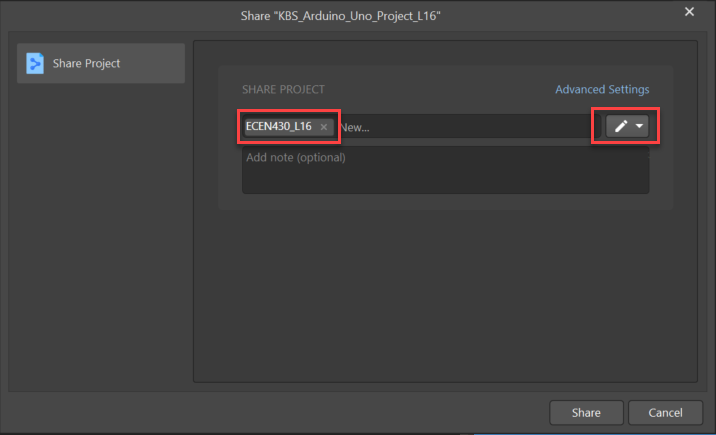 Share "KBS_Arduino_Uno_Project_L16"
Share Project
SHARE PROJECT
Advanced Settings
ECEN430_L16
New...
Add note (optional)
Share
Cancel